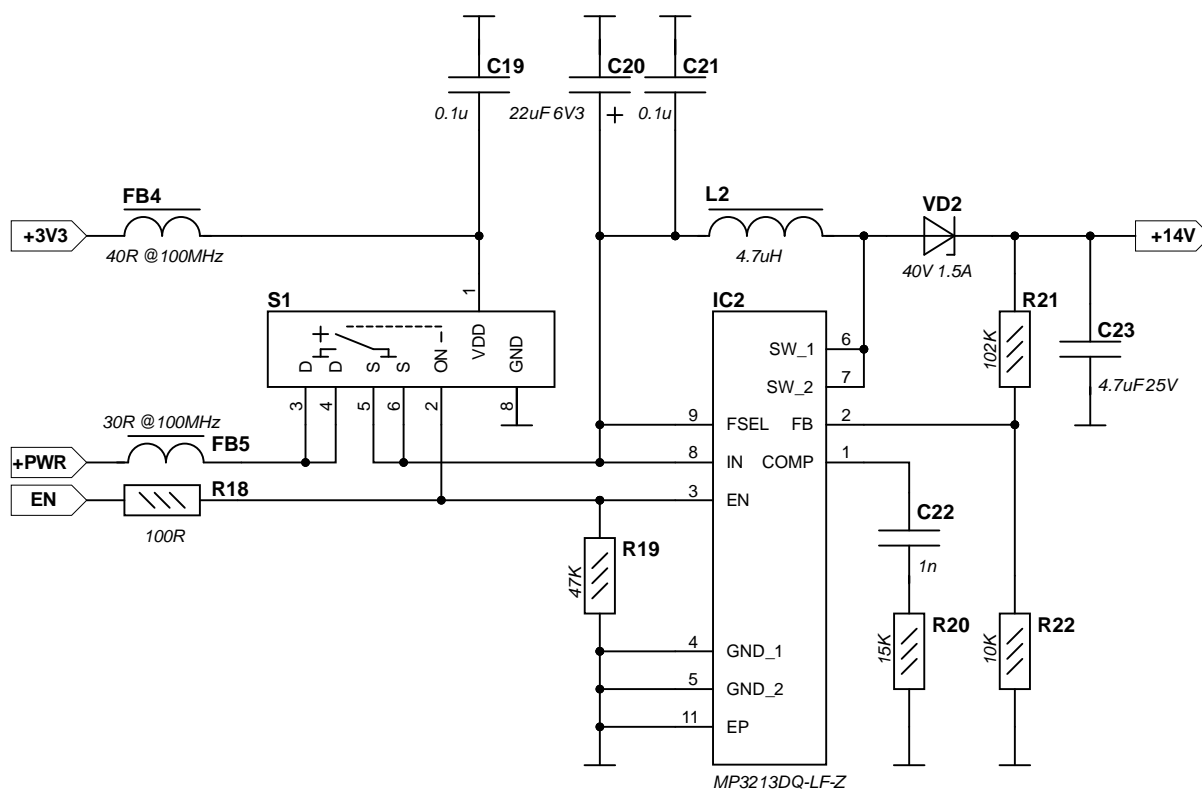 C19
0.1u
C20
22uF 6V3
+
C21
0.1u
FB4
+3V3
40R @100MHz
L2
4.7uH
VD2
40V 1.5A
+14V
S1
1
+
-
D
D
S
S
ON
VDD
GND
3
4
5
6
2
8
IC2
SW_1
6
SW_2
7
9
FSEL
FB
2
8
IN
COMP
1
3
EN
4
GND_1
5
GND_2
11
EP
MP3213DQ-LF-Z
R21
102K
C23
4.7uF 25V
30R @100MHz
FB5
+PWR
EN
R18
100R
R19
47K
C22
1n
R20
15K
R22
10K